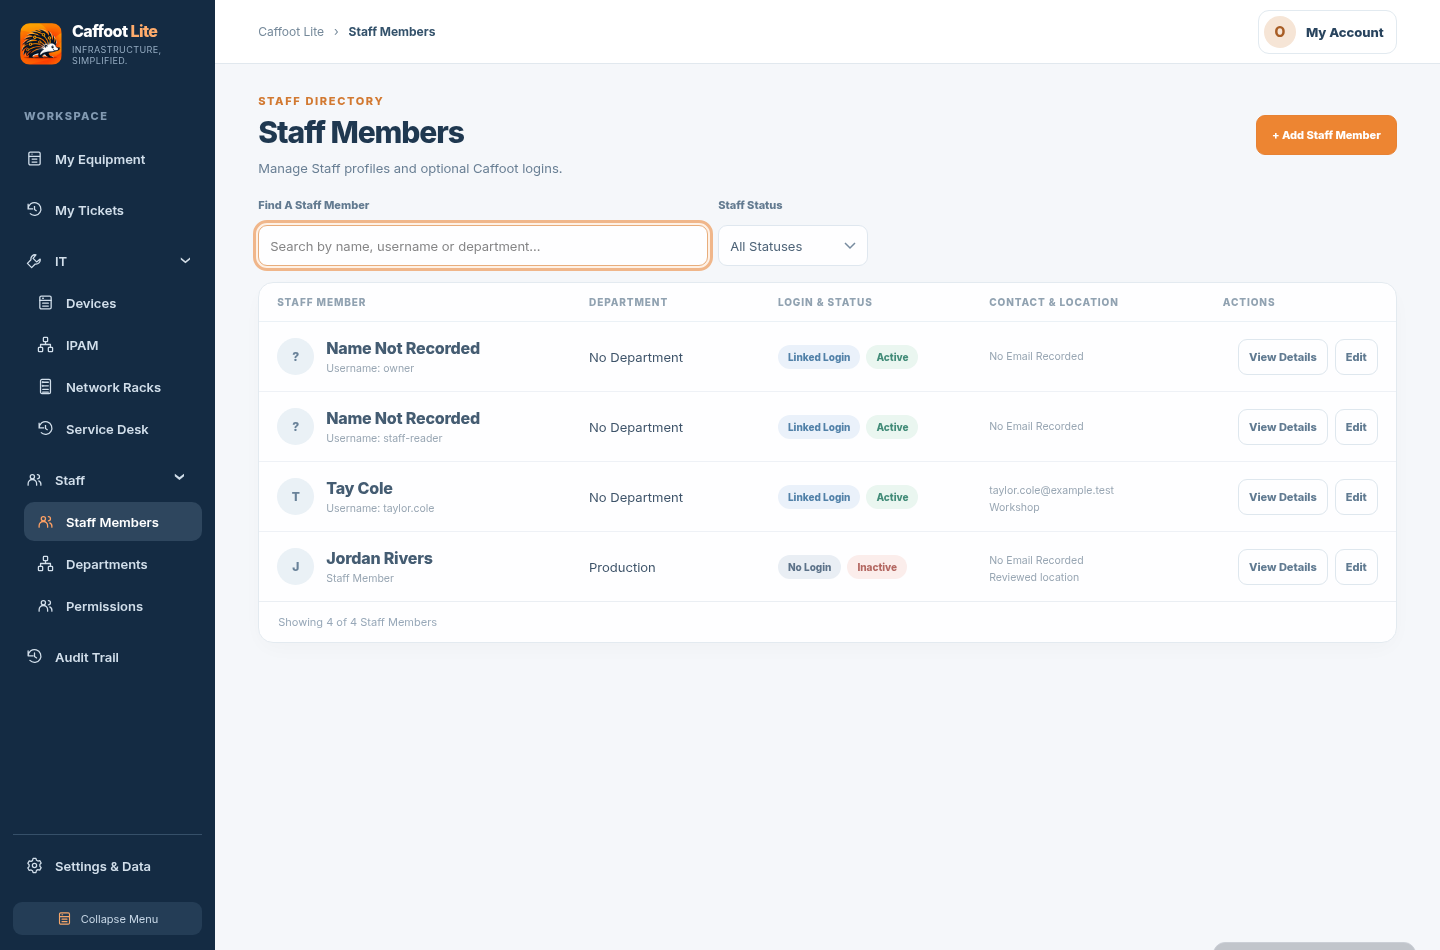 Caffoot Lite
INFRASTRUCTURE,
SIMPLIFIED.
WORKSPACE
My Equipment
My Tickets
IT
Devices
IPAM
Network Racks
Service Desk
Staff
Staff Members
Departments
Permissions
Audit Trail
Settings & Data
Collapse Menu
Caffoot Lite › Staff Members
O My Account
STAFF DIRECTORY
Staff Members
Manage Staff profiles and optional Caffoot logins.
+ Add Staff Member
Find A Staff Member Staff Status
Search by name, username or department... All Statuses
STAFF MEMBER DEPARTMENT LOGIN & STATUS CONTACT & LOCATION ACTIONS
? Name Not Recorded
Username: owner
No Department Linked Login Active No Email Recorded View Details Edit
? Name Not Recorded
Username: staff-reader
No Department Linked Login Active No Email Recorded View Details Edit
T Tay Cole
Username: taylor.cole
No Department Linked Login Active
taylor.cole@example.test
Workshop
View Details Edit
J Jordan Rivers
Staff Member
Production No Login Inactive
No Email Recorded
Reviewed location
View Details Edit
Showing 4 of 4 Staff Members